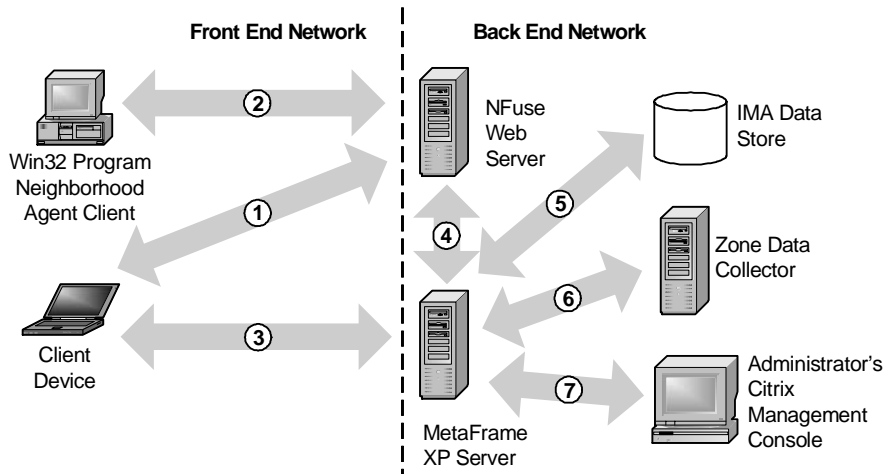 Front End Network
Back End Network
2
NFuse
Web
Server
IMA Data
Store
Win32 Program
Neighborhood
Agent Client
1
5
4
Zone Data
Collector
6
3
Client
Device
7
Administrator's
Citrix
Management
Console
MetaFrame
XP Server